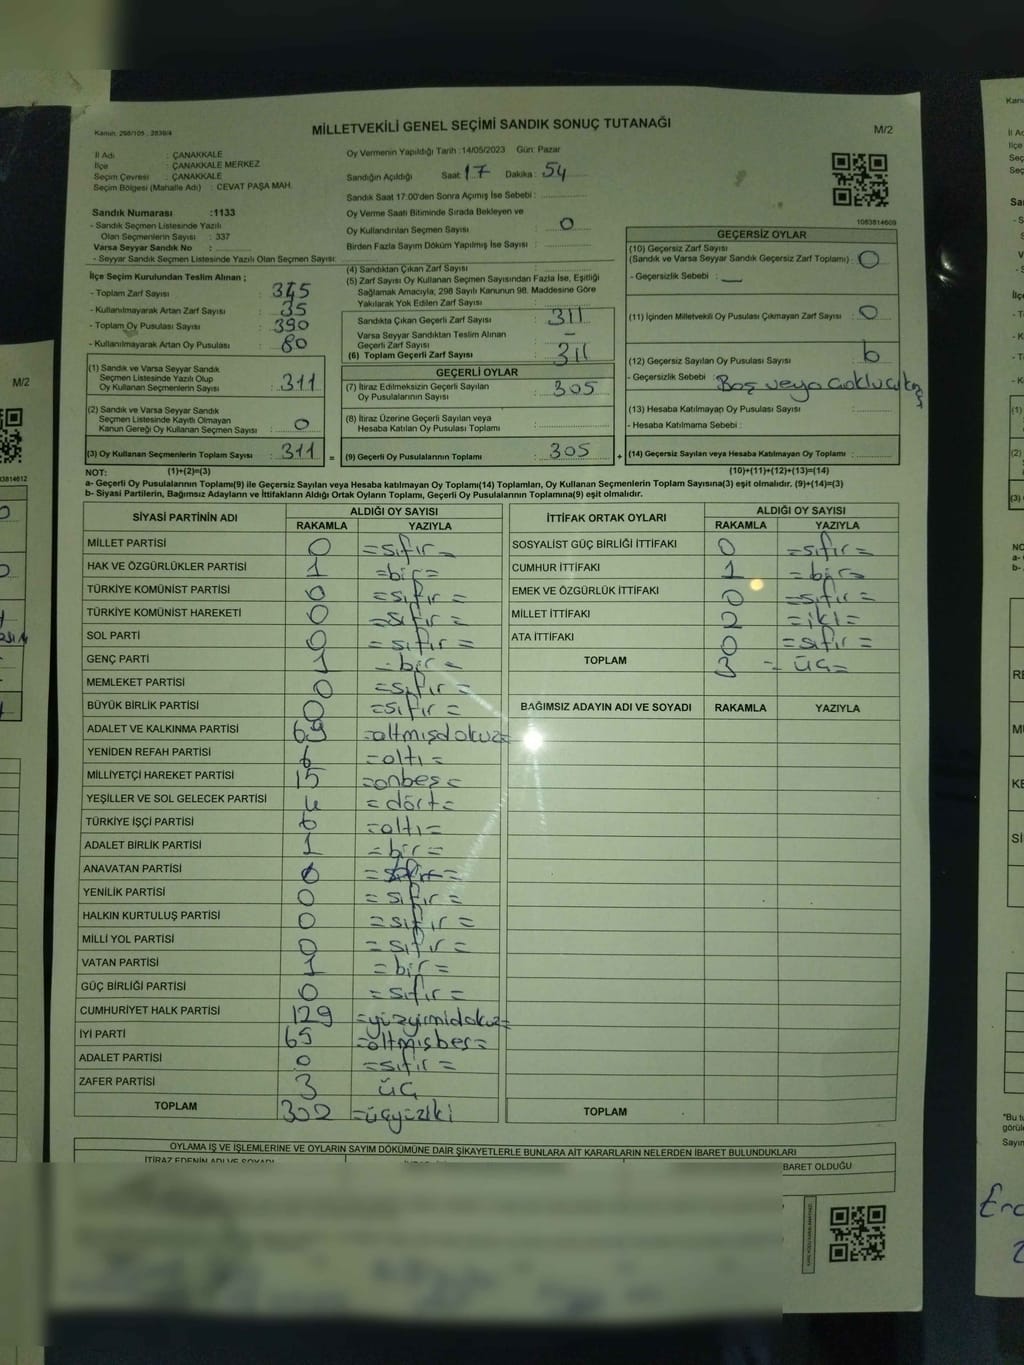 Kanun: 298/105 , 2839/4
MİLLETVEKİLİ GENEL SEÇİMİ SANDIK SONUÇ TUTANAĞI
M/2
İl Adı : ÇANAKKALE
İlçe : ÇANAKKALE MERKEZ
Seçim Çevresi : ÇANAKKALE
Seçim Bölgesi (Mahalle Adı) : CEVAT PAŞA MAH.
Oy Vermenin Yapıldığı Tarih :14/05/2023 Gün: Pazar
Sandığın Açıldığı Saat: 17 Dakika : 54
Sandık Saat 17.00'den Sonra Açımış İse Sebebi :
Sandık Numarası :1133
- Sandık Seçmen Listesinde Yazılı
Olan Seçmenlerin Sayısı : 337
Varsa Seyyar Sandık No :
- Seyyar Sandık Seçmen Listesinde Yazılı Olan Seçmen Sayısı:
Oy Verme Saati Bitiminde Sırada Bekleyen ve
Oy Kullandırılan Seçmen Sayısı : 0
Birden Fazla Sayım Döküm Yapılmış İse Sayısı :
1083814609
İlçe Seçim Kurulundan Teslim Alınan ;
- Toplam Zarf Sayısı : 345
- Kullanılmayarak Artan Zarf Sayısı : 35
- Toplam Oy Pusulası Sayısı : 390
- Kullanılmayarak Artan Oy Pusulası : 80
(1) Sandık ve Varsa Seyyar Sandık
Seçmen Listesinde Yazılı Olup
Oy Kullanan Seçmenlerin Sayısı : 311
(2) Sandık ve Varsa Seyyar Sandık
Seçmen Listesinde Kayıtlı Olmayan
Kanun Gereği Oy Kullanan Seçmen Sayısı : 0
(3) Oy Kullanan Seçmenlerin Toplam Sayısı : 311 =
(4) Sandıktan Çıkan Zarf Sayısı :
(5) Zarf Sayısı Oy Kullanan Seçmen Sayısından Fazla İse, Eşitliği
Sağlamak Amacıyla, 298 Sayılı Kanunun 98. Maddesine Göre
Yakılarak Yok Edilen Zarf Sayısı :
Sandıkta Çıkan Geçerli Zarf Sayısı : 311
Varsa Seyyar Sandıktan Teslim Alınan
Geçerli Zarf Sayısı : —
(6) Toplam Geçerli Zarf Sayısı : 311
GEÇERLİ OYLAR
(7) İtiraz Edilmeksizin Geçerli Sayılan
Oy Pusulalarının Sayısı : 305
(8) İtiraz Üzerine Geçerli Sayılan veya
Hesaba Katılan Oy Pusulası Toplamı :
(9) Geçerli Oy Pusulalarının Toplamı : 305 +
GEÇERSİZ OYLAR
(10) Geçersiz Zarf Sayısı
(Sandık ve Varsa Seyyar Sandık Geçersiz Zarf Toplamı) : 0
- Geçersizlik Sebebi : —
(11) İçinden Milletvekili Oy Pusulası Çıkmayan Zarf Sayısı : 0
(12) Geçersiz Sayılan Oy Pusulası Sayısı : 6
- Geçersizlik Sebebi : Boş veya
(13) Hesaba Katılmayan Oy Pusulası Sayısı :
- Hesaba Katılmama Sebebi :
(14) Geçersiz Sayılan veya Hesaba Katılmayan Oy Toplamı :
NOT: (1)+(2)=(3) (10)+(11)+(12)+(13)=(14)
a- Geçerli Oy Pusulalarının Toplamı(9) ile Geçersiz Sayılan veya Hesaba katılmayan Oy Toplamı(14) Toplamları, Oy Kullanan Seçmenlerin Toplam Sayısına(3) eşit olmalıdır. (9)+(14)=(3)
b- Siyasi Partilerin, Bağımsız Adayların ve İttifakların Aldığı Ortak Oyların Toplamı, Geçerli Oy Pusulalarının Toplamına(9) eşit olmalıdır.
SİYASİ PARTİNİN ADI ALDIĞI OY SAYISI
RAKAMLA YAZIYLA
MİLLET PARTİSİ 0 =sıfır=
HAK VE ÖZGÜRLÜKLER PARTİSİ 1 =bir=
TÜRKİYE KOMÜNİST PARTİSİ 0 =sıfır=
TÜRKİYE KOMÜNİST HAREKETİ 0 =sıfır=
SOL PARTİ 0 =sıfır=
GENÇ PARTİ 1 =bir=
MEMLEKET PARTİSİ 0 =sıfır=
BÜYÜK BİRLİK PARTİSİ 0 =sıfır=
ADALET VE KALKINMA PARTİSİ 69 =altmışdokuz=
YENİDEN REFAH PARTİSİ 6 =altı=
MİLLİYETÇİ HAREKET PARTİSİ 15 =onbeş=
YEŞİLLER VE SOL GELECEK PARTİSİ 4 =dört=
TÜRKİYE İŞÇİ PARTİSİ 6 =altı=
ADALET BİRLİK PARTİSİ 1 =bir=
ANAVATAN PARTİSİ 0 =sıfır=
YENİLİK PARTİSİ 0 =sıfır=
HALKIN KURTULUŞ PARTİSİ 0 =sıfır=
MİLLİ YOL PARTİSİ 0 =sıfır=
VATAN PARTİSİ 1 =bir=
GÜÇ BİRLİĞİ PARTİSİ 0 =sıfır=
CUMHURİYET HALK PARTİSİ 129 =yüzyirmidokuz=
İYİ PARTİ 65 =altmışbeş=
ADALET PARTİSİ 0 =sıfır=
ZAFER PARTİSİ 3 üç
TOPLAM 302 =üçyüziki
İTTİFAK ORTAK OYLARI ALDIĞI OY SAYISI
RAKAMLA YAZIYLA
SOSYALİST GÜÇ BİRLİĞİ İTTİFAKI 0 =sıfır=
CUMHUR İTTİFAKI 1 =bir=
EMEK VE ÖZGÜRLÜK İTTİFAKI 0 =sıfır=
MİLLET İTTİFAKI 2 =iki=
ATA İTTİFAKI 0 =sıfır=
TOPLAM 3 =üç=
BAĞIMSIZ ADAYIN ADI VE SOYADI RAKAMLA YAZIYLA
TOPLAM
OYLAMA İŞ VE İŞLEMLERİNE VE OYLARIN SAYIM DÖKÜMÜNE DAİR ŞİKAYETLERLE BUNLARA AİT KARARLARIN NELERDEN İBARET BULUNDUKLARI
İTİRAZ EDENİN ADI VE SOYADI
BARET OLDUĞU
M/2